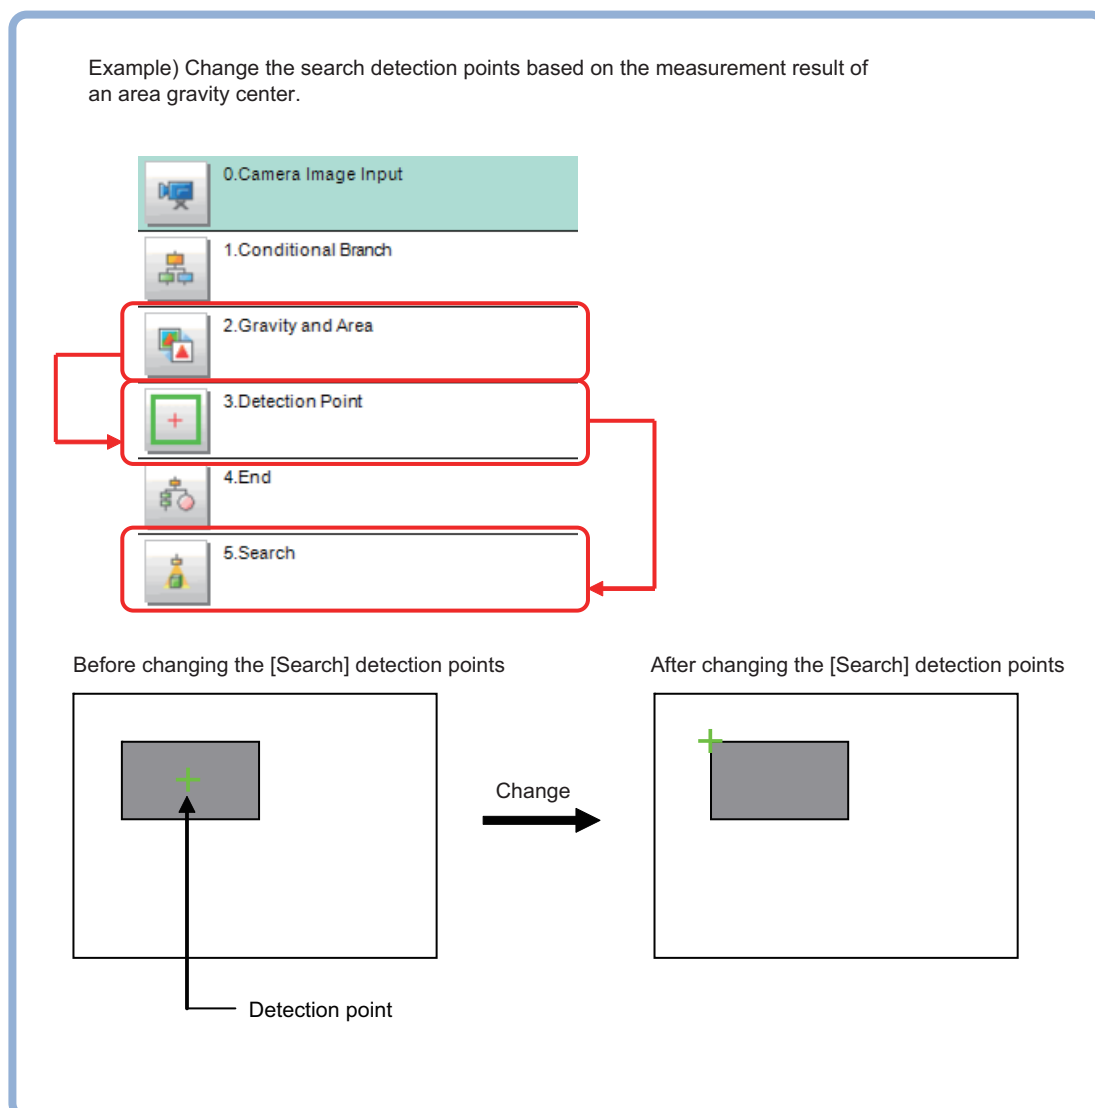 Example) Change the search detection points based on the measurement result of
an area gravity center.
0.Camera Image Input
1.Conditional Branch
2.Gravity and Area
3.Detection Point
4.End
5.Search
Before changing the [Search] detection points
After changing the [Search] detection points
Change
Detection point